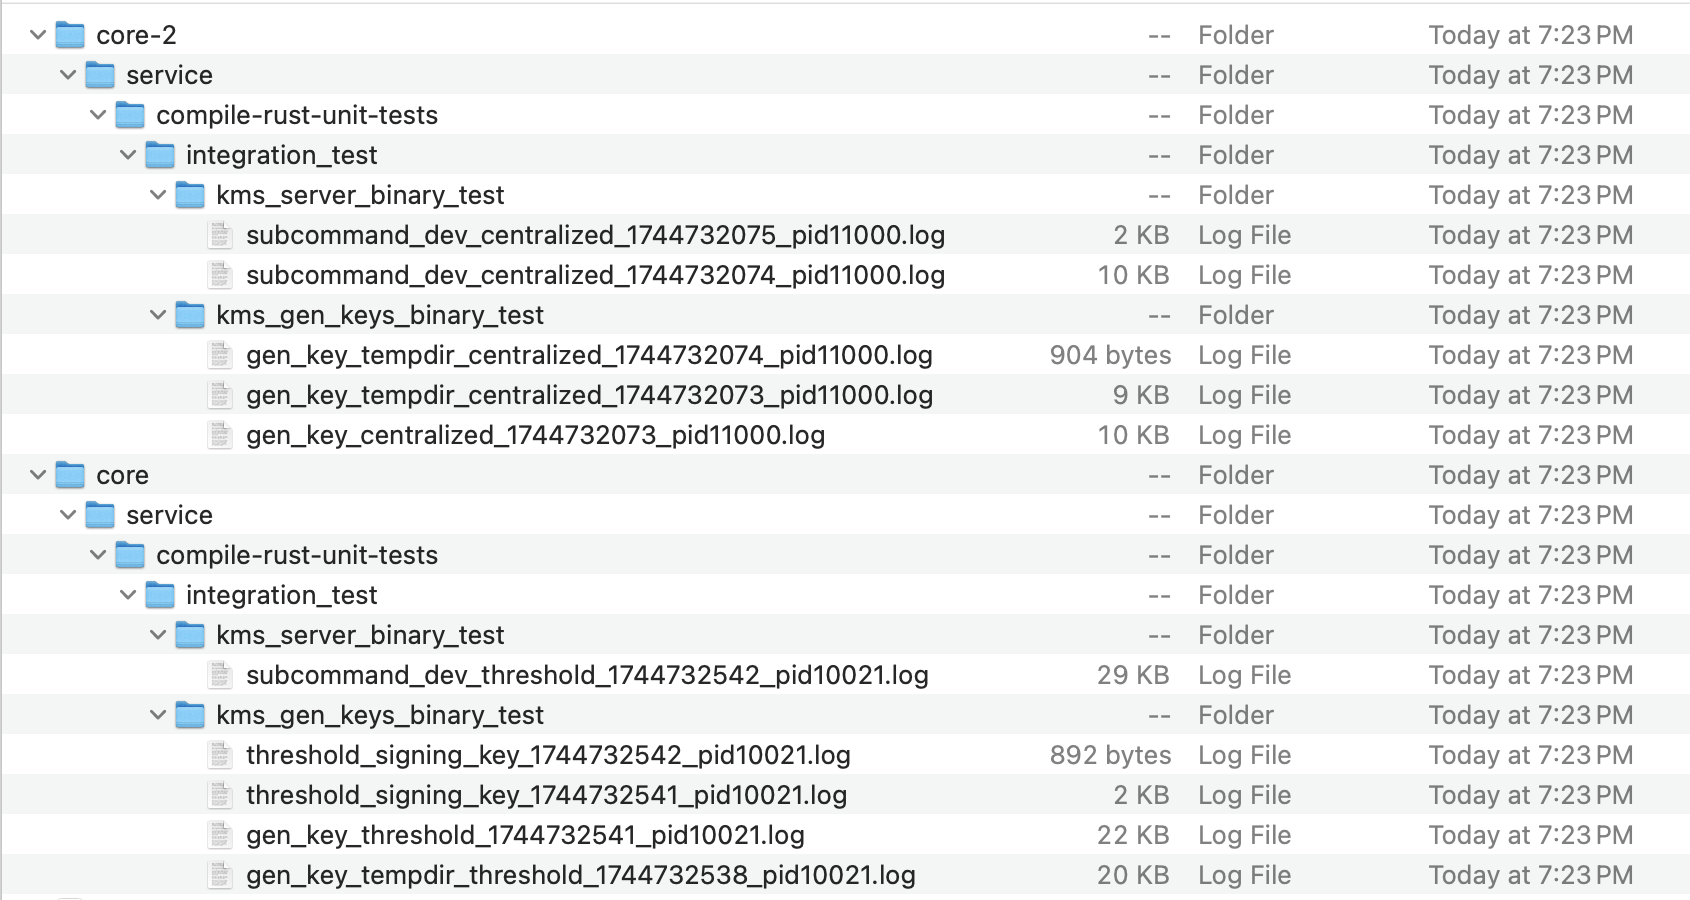 core-2 -- Folder Today at 7:23 PM
service -- Folder Today at 7:23 PM
compile-rust-unit-tests -- Folder Today at 7:23 PM
integration_test -- Folder Today at 7:23 PM
kms_server_binary_test -- Folder Today at 7:23 PM
subcommand_dev_centralized_1744732075_pid11000.log 2 KB Log File Today at 7:23 PM
subcommand_dev_centralized_1744732074_pid11000.log 10 KB Log File Today at 7:23 PM
kms_gen_keys_binary_test -- Folder Today at 7:23 PM
gen_key_tempdir_centralized_1744732074_pid11000.log 904 bytes Log File Today at 7:23 PM
gen_key_tempdir_centralized_1744732073_pid11000.log 9 KB Log File Today at 7:23 PM
gen_key_centralized_1744732073_pid11000.log 10 KB Log File Today at 7:23 PM
core -- Folder Today at 7:23 PM
service -- Folder Today at 7:23 PM
compile-rust-unit-tests -- Folder Today at 7:23 PM
integration_test -- Folder Today at 7:23 PM
kms_server_binary_test -- Folder Today at 7:23 PM
subcommand_dev_threshold_1744732542_pid10021.log 29 KB Log File Today at 7:23 PM
kms_gen_keys_binary_test -- Folder Today at 7:23 PM
threshold_signing_key_1744732542_pid10021.log 892 bytes Log File Today at 7:23 PM
threshold_signing_key_1744732541_pid10021.log 2 KB Log File Today at 7:23 PM
gen_key_threshold_1744732541_pid10021.log 22 KB Log File Today at 7:23 PM
gen_key_tempdir_threshold_1744732538_pid10021.log 20 KB Log File Today at 7:23 PM